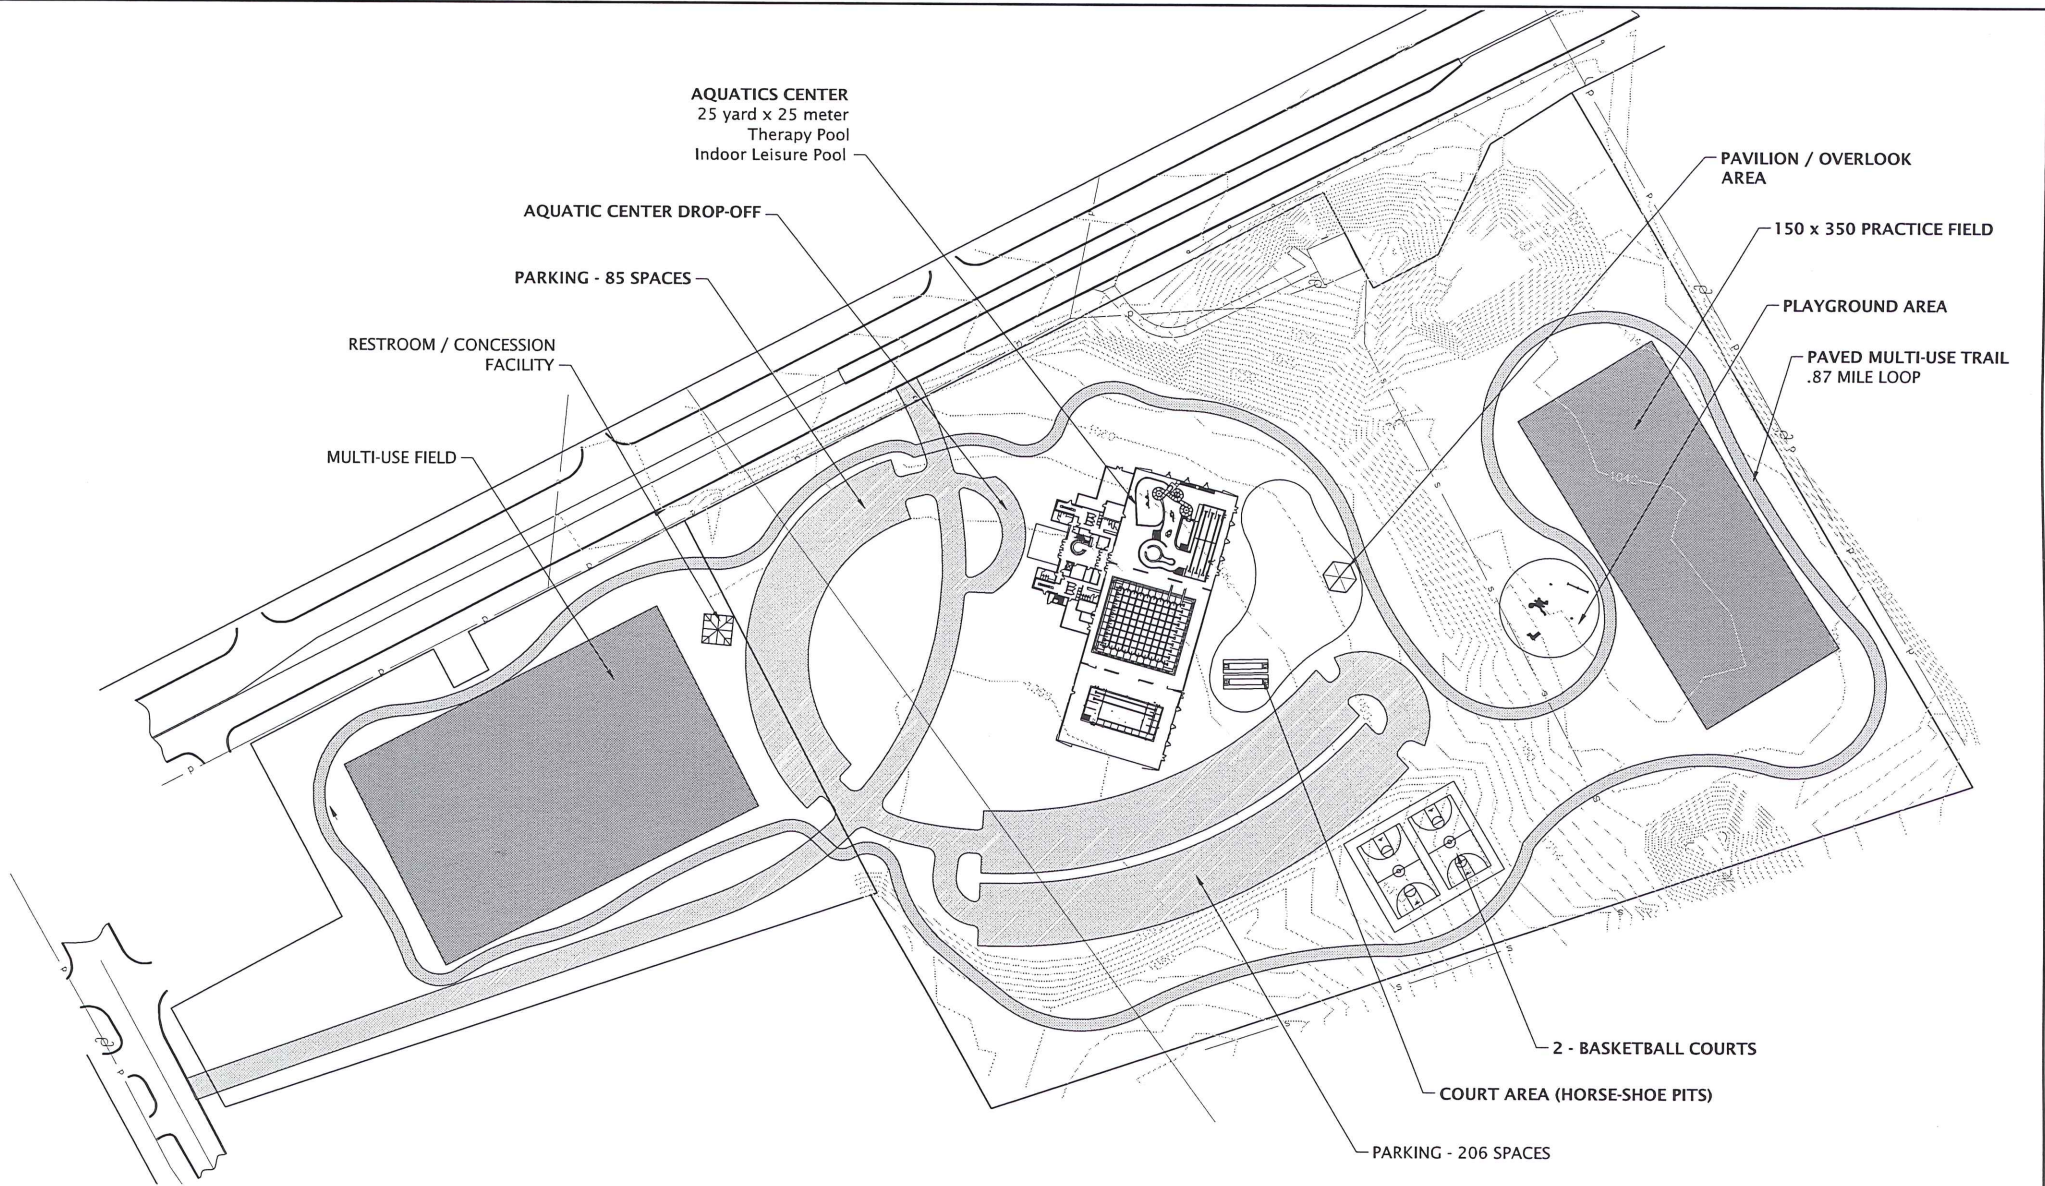 AQUATICS CENTER
25 yard x 25 meter
Therapy Pool
Indoor Leisure Pool
AQUATIC CENTER DROP-OFF
PARKING - 85 SPACES
RESTROOM / CONCESSION
FACILITY
MULTI-USE FIELD
PAVILION / OVERLOOK
AREA
150 x 350 PRACTICE FIELD
PLAYGROUND AREA
PAVED MULTI-USE TRAIL
.87 MILE LOOP
2 - BASKETBALL COURTS
COURT AREA (HORSE-SHOE PITS)
PARKING - 206 SPACES